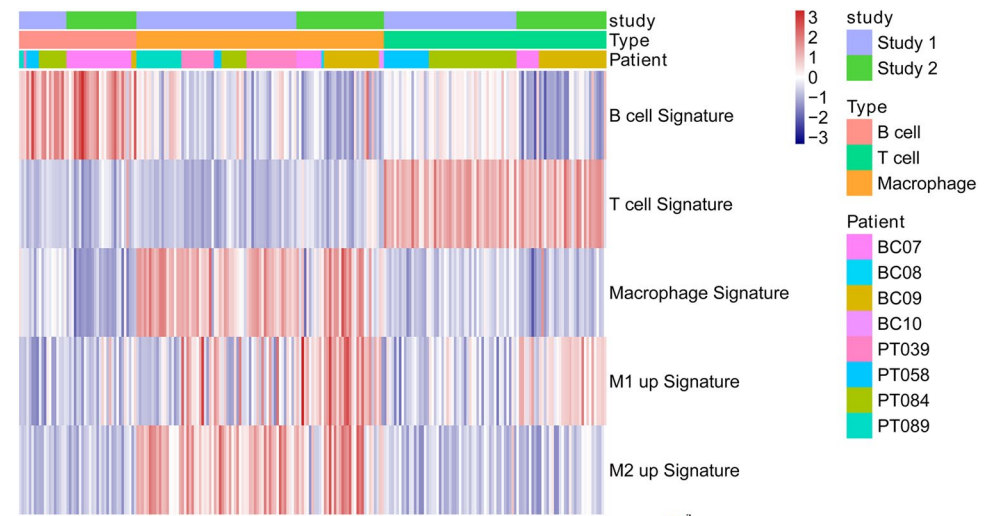 study
Type
Patient
B cell Signature
T cell Signature
Macrophage Signature
M1 up Signature
M2 up Signature
3
2
1
0
−1
−2
−3
study
Study 1
Study 2
Type
B cell
T cell
Macrophage
Patient
BC07
BC08
BC09
BC10
PT039
PT058
PT084
PT089